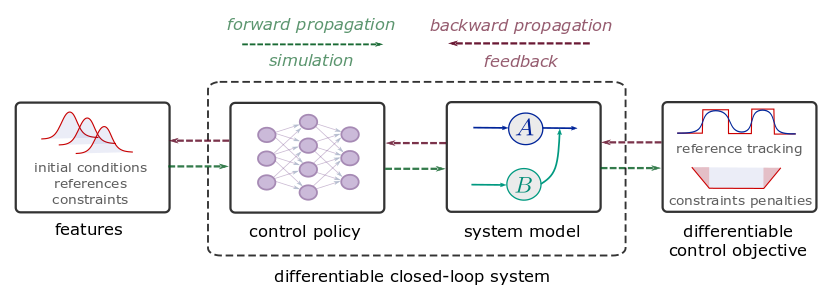 forward propagation
simulation
backward propagation
feedback
initial conditions
references
constraints
features
control policy
A
B
system model
reference tracking
constraints penalties
differentiable
control objective
differentiable closed-loop system